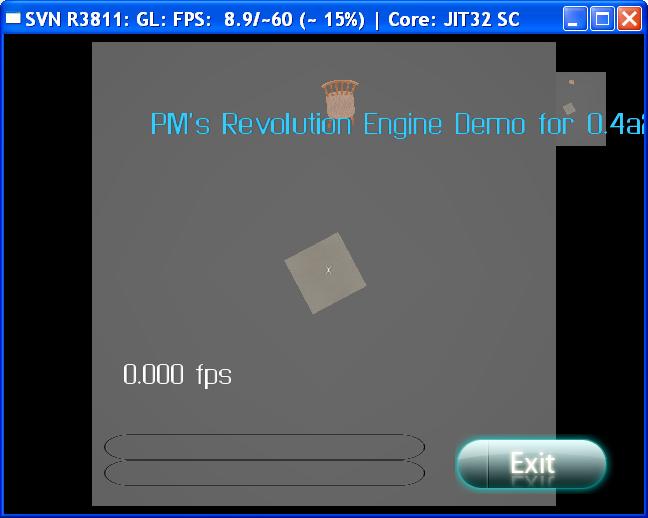 SVN R3811: GL: FPS:  8.9/~60 (~ 15%) | Core: JIT32 SC
PM's Revolution Engine Demo for 0.4a2
0.000 fps
Exit